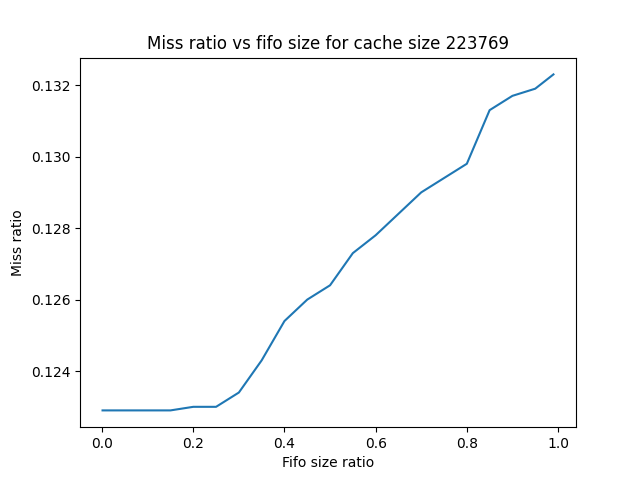 Miss ratio vs fifo size for cache size 223769
0.132
0.130
0.128
0.126
0.124
Miss ratio
0.0 0.2 0.4 0.6 0.8 1.0
Fifo size ratio